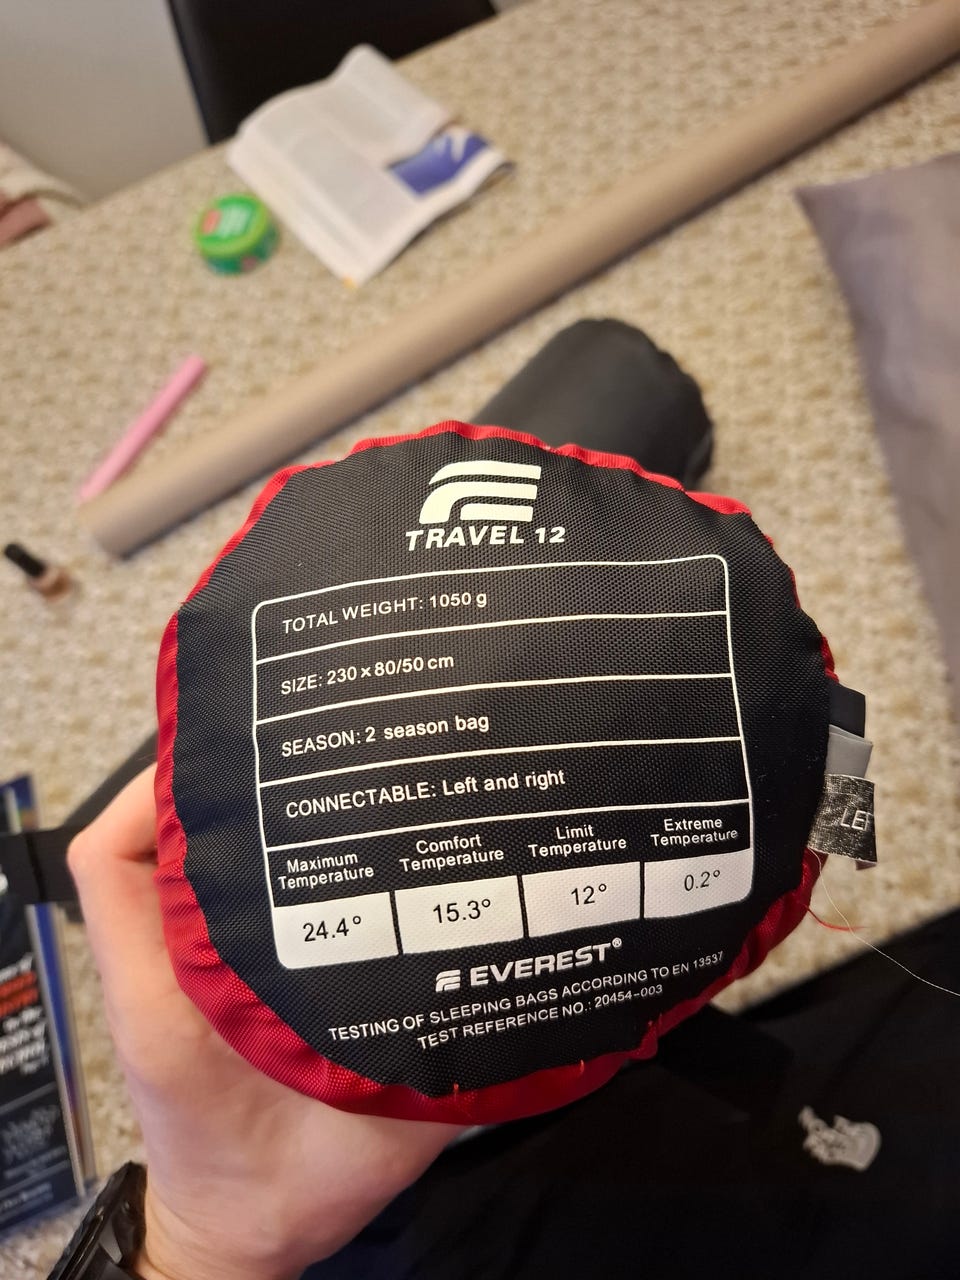 TRAVEL 12
TOTAL WEIGHT: 1050 g
SIZE: 230 x 80/50 cm
SEASON: 2 season bag
CONNECTABLE: Left and right
Maximum Temperature
Comfort Temperature
Limit Temperature
Extreme Temperature
24.4° 15.3° 12° 0.2°
EVEREST®
TESTING OF SLEEPING BAGS ACCORDING TO EN 13537
TEST REFERENCE NO.: 20454-003